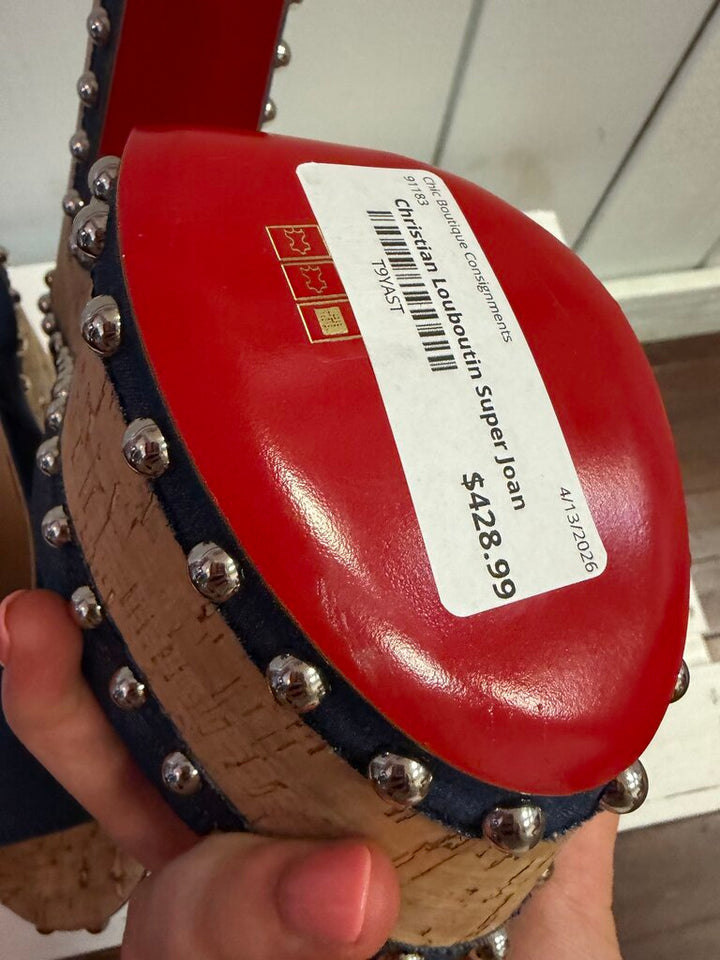 Chic Boutique Consignments
91183
Christian Louboutin Super Joan
T9YAST
$428.99
4/13/2026